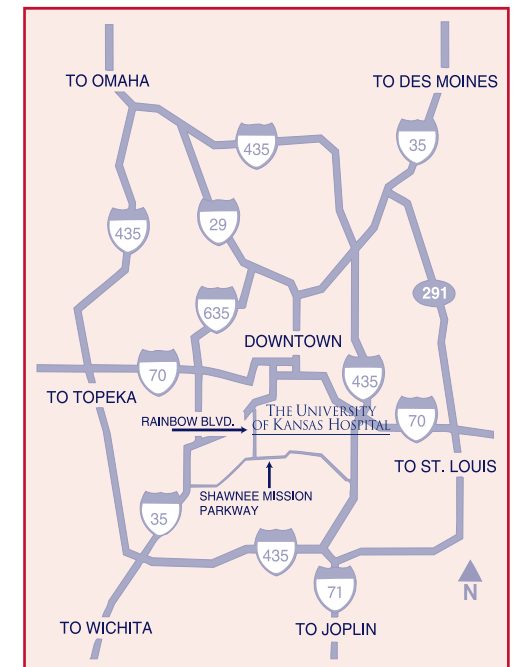 TO OMAHA
TO DES MOINES
435
35
29
435
291
635
DOWNTOWN
70
435
TO TOPEKA
THE UNIVERSITY
OF KANSAS HOSPITAL
RAINBOW BLVD.
70
TO ST. LOUIS
SHAWNEE MISSION
PARKWAY
35
435
71
N
TO WICHITA
TO JOPLIN